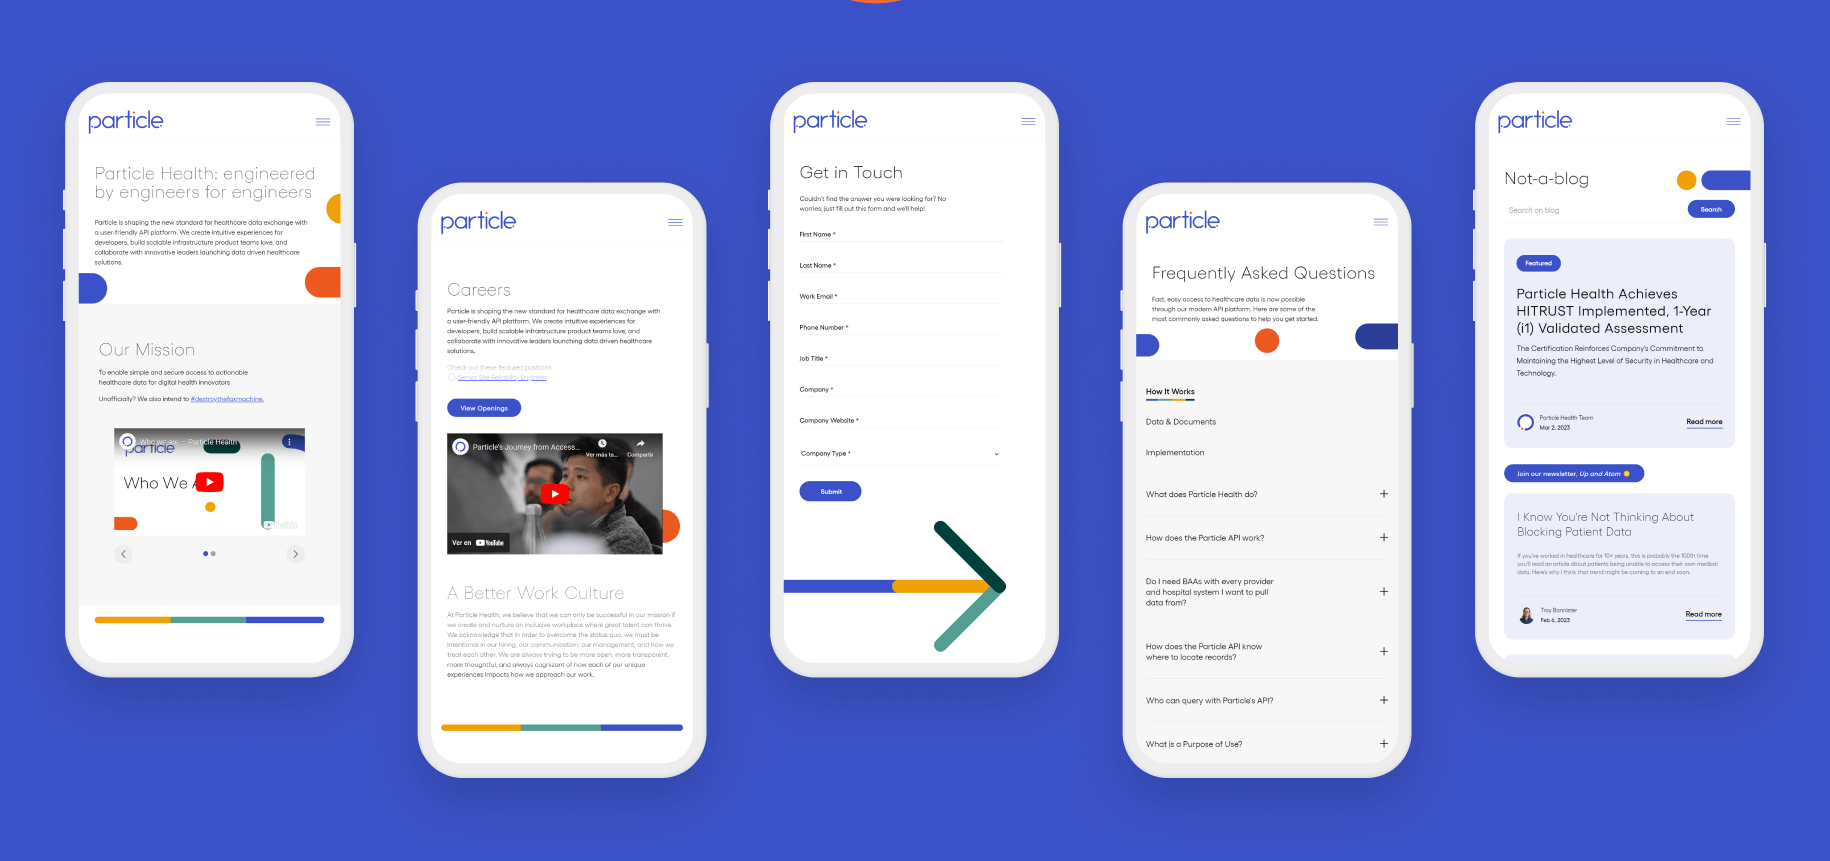 particle
Particle Health: engineered
by engineers for engineers
Particle is shaping the new standard for healthcare data exchange with
a user-friendly API platform. We create intuitive experiences for
developers, build scalable infrastructure product teams love, and
collaborate with innovative leaders launching data driven healthcare
solutions.
Our Mission
To enable simple and secure access to actionable
healthcare data for digital health innovators
Unofficially? We also intend to #destroythefaxmachine.
Who we are — Particle Health
particle
Who We A
YouTube
particle
Careers
Particle is shaping the new standard for healthcare data exchange with
a user-friendly API platform. We create intuitive experiences for
developers, build scalable infrastructure product teams love, and
collaborate with innovative leaders launching data driven healthcare
solutions.
Check out these featured positions:
Senior Site Reliability Engineer
View Openings
Particle's Journey from Access...
Ver más ta...
Compartir
Ver en YouTube
A Better Work Culture
At Particle Health, we believe that we can only be successful in our mission if
we create and nurture an inclusive workplace where great talent can thrive.
We acknowledge that in order to overcome the status quo, we must be
intentional in our hiring, our communication, our management, and how we
treat each other. We are always trying to be more open, more transparent,
more thoughtful, and always cognizant of how each of our unique
experiences impacts how we approach our work.
particle
Get in Touch
Couldn't find the answer you were looking for? No
worries, just fill out this form and we'll help!
First Name *
Last Name *
Work Email *
Phone Number *
Job Title *
Company *
Company Website *
Company Type *
Submit
particle
Frequently Asked Questions
Fast, easy access to healthcare data is now possible
through our modern API platform. Here are some of the
most commonly asked questions to help you get started.
How It Works
Data & Documents
Implementation
What does Particle Health do?
How does the Particle API work?
Do I need BAAs with every provider
and hospital system I want to pull
data from?
How does the Particle API know
where to locate records?
Who can query with Particle's API?
What is a Purpose of Use?
particle
Not-a-blog
Search on blog
Search
Featured
Particle Health Achieves
HITRUST Implemented, 1-Year
(i1) Validated Assessment
The Certification Reinforces Company's Commitment to
Maintaining the Highest Level of Security in Healthcare and
Technology.
Particle Health Team
Mar 2, 2023
Read more
Join our newsletter, Up and Atom
I Know You're Not Thinking About
Blocking Patient Data
If you've worked in healthcare for 10+ years, this is probably the 100th time
you'll read an article about patients being unable to access their own medical
data. Here's why I think that trend might be coming to an end soon.
Troy Bannister
Feb 6, 2023
Read more